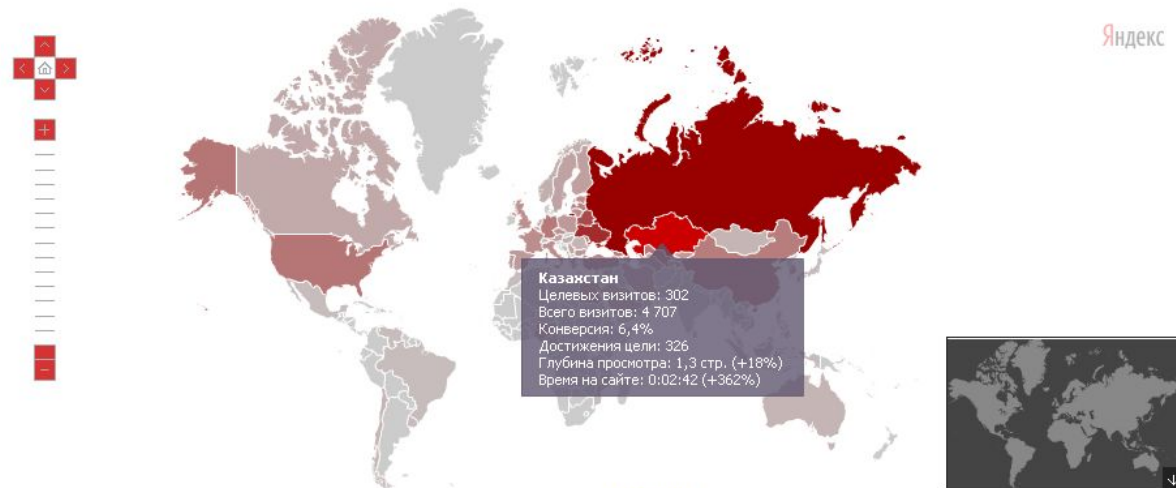 Яндекс
Казахстан
Целевых визитов: 302
Всего визитов: 4 707
Конверсия: 6,4%
Достижения цели: 326
Глубина просмотра: 1,3 стр. (+18%)
Время на сайте: 0:02:42 (+362%)